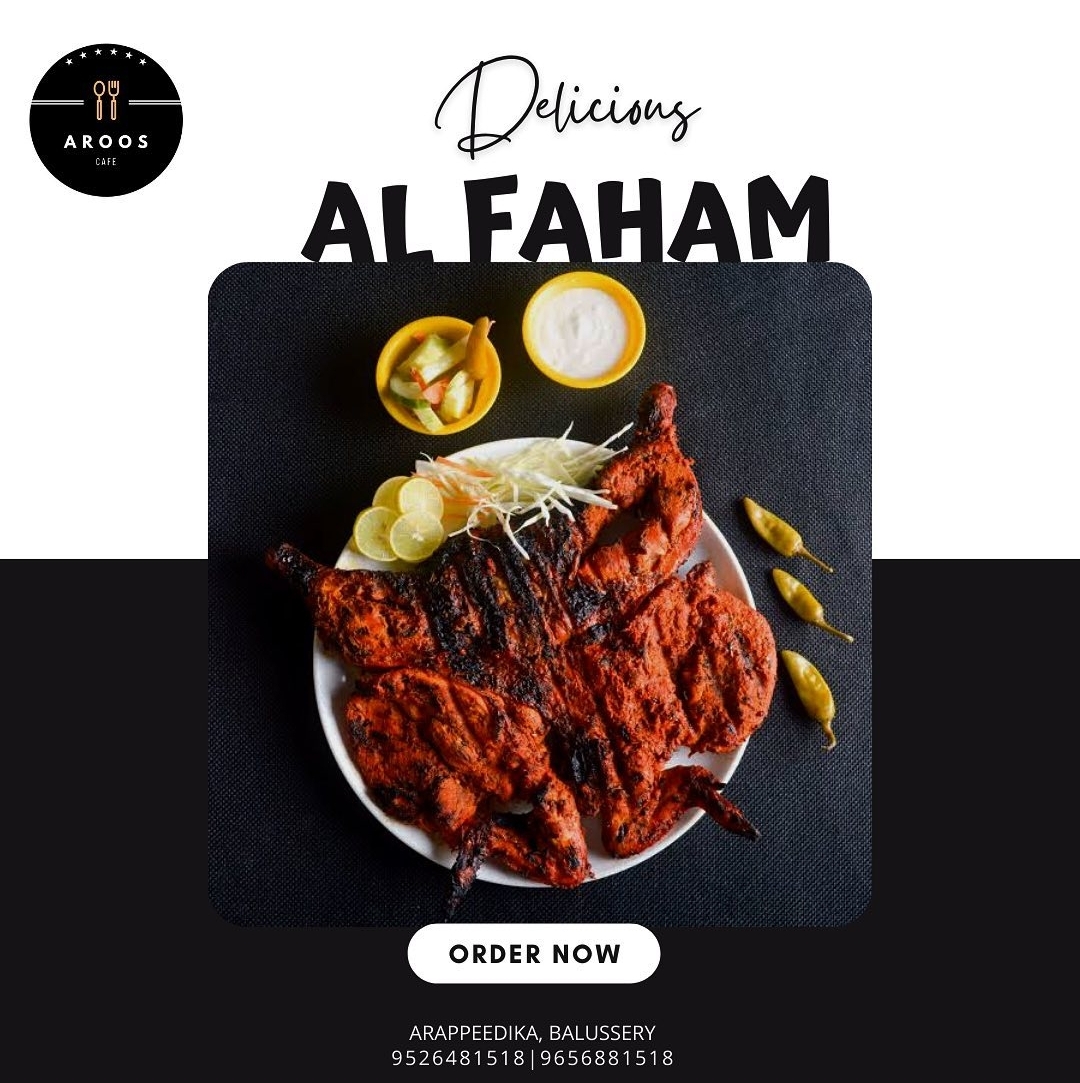 AROOS
CAFE
Delicious
AL FAHAM
ORDER NOW
ARAPPEEDIKA, BALUSSERY
9526481518|9656881518